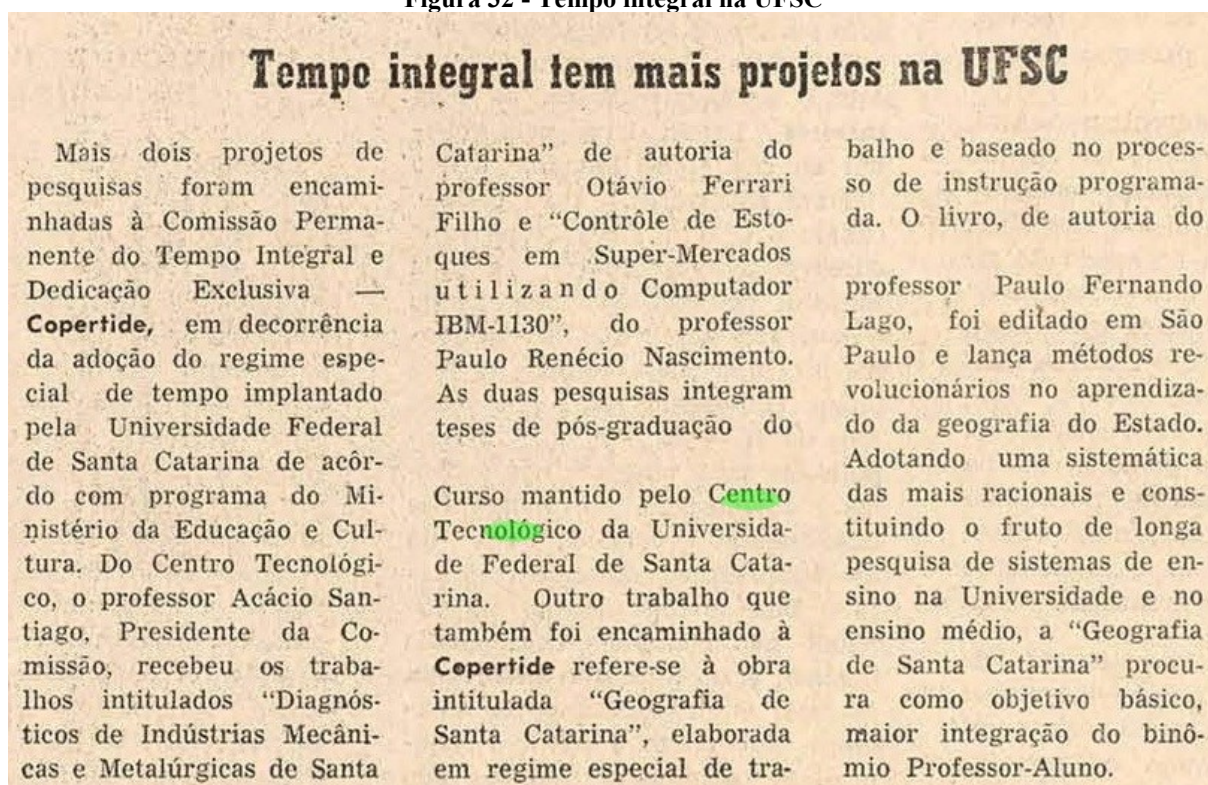 Figura 32 - Tempo integral na UFSC
Tempo integral tem mais projetos na UFSC
Mais dois projetos de
pesquisas foram encami-
nhadas à Comissão Perma-
nente do Tempo Integral e
Dedicação Exclusiva —
Copertide, em decorrência
da adoção do regime espe-
cial de tempo implantado
pela Universidade Federal
de Santa Catarina de acôr-
do com programa do Mi-
nistério da Educação e Cul-
tura. Do Centro Tecnológi-
co, o professor Acácio San-
tiago, Presidente da Co-
missão, recebeu os traba-
lhos intitulados "Diagnós-
ticos de Indústrias Mecâni-
cas e Metalúrgicas de Santa
Catarina" de autoria do
professor Otávio Ferrari
Filho e "Contrôle de Esto-
ques em Super-Mercados
utilizando Computador
IBM-1130", do professor
Paulo Renécio Nascimento.
As duas pesquisas integram
teses de pós-graduação do
Curso mantido pelo Centro
Tecnológico da Universida-
de Federal de Santa Cata-
rina. Outro trabalho que
também foi encaminhado à
Copertide refere-se à obra
intitulada "Geografia de
Santa Catarina", elaborada
em regime especial de tra-
balho e baseado no proces-
so de instrução programa-
da. O livro, de autoria do
professor Paulo Fernando
Lago, foi editado em São
Paulo e lança métodos re-
volucionários no aprendiza-
do da geografia do Estado.
Adotando uma sistemática
das mais racionais e cons-
tituindo o fruto de longa
pesquisa de sistemas de en-
sino na Universidade e no
ensino médio, a "Geografia
de Santa Catarina" procu-
ra como objetivo básico,
maior integração do binô-
mio Professor-Aluno.